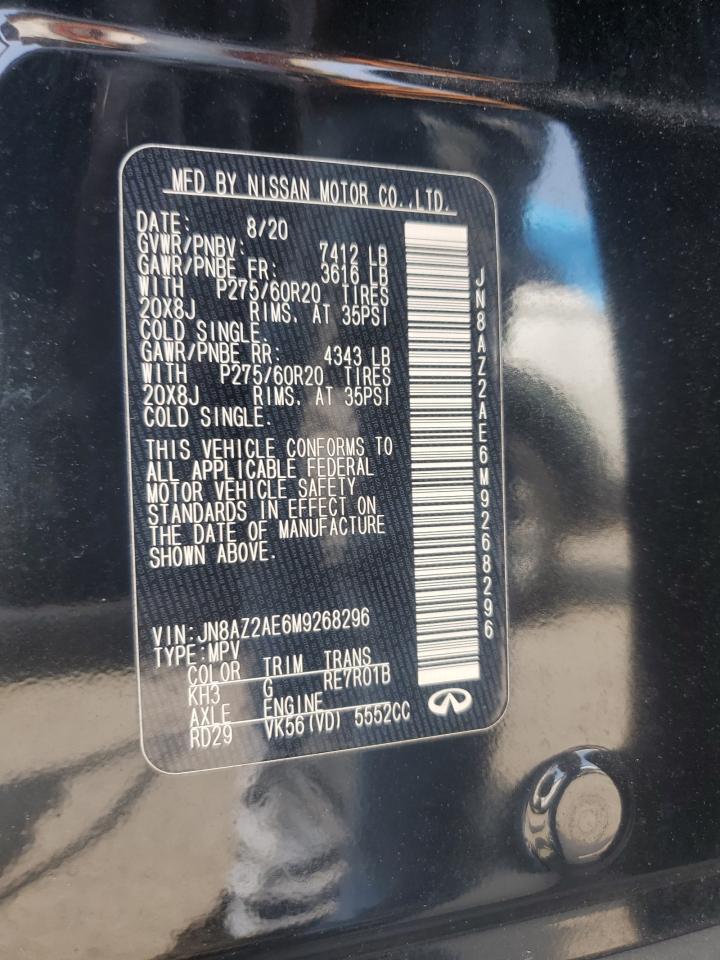 MFD BY NISSAN MOTOR CO.,LTD.
DATE: 8/20
GVWR/PNBV: 7412 LB
GAWR/PNBE FR: 3616 LB
WITH P275/60R20 TIRES
20X8J RIMS, AT 35PSI
COLD SINGLE.
GAWR/PNBE RR: 4343 LB
WITH P275/60R20 TIRES
20X8J RIMS, AT 35PSI
COLD SINGLE.
THIS VEHICLE CONFORMS TO
ALL APPLICABLE FEDERAL
MOTOR VEHICLE SAFETY
STANDARDS IN EFFECT ON
THE DATE OF MANUFACTURE
SHOWN ABOVE.
VIN:JN8AZ2AE6M9268296
TYPE:MPV
COLOR TRIM TRANS
KH3 G RE7R01B
AXLE ENGINE
RD29 VK56(VD) 5552CC
JN8AZ2AE6M9268296